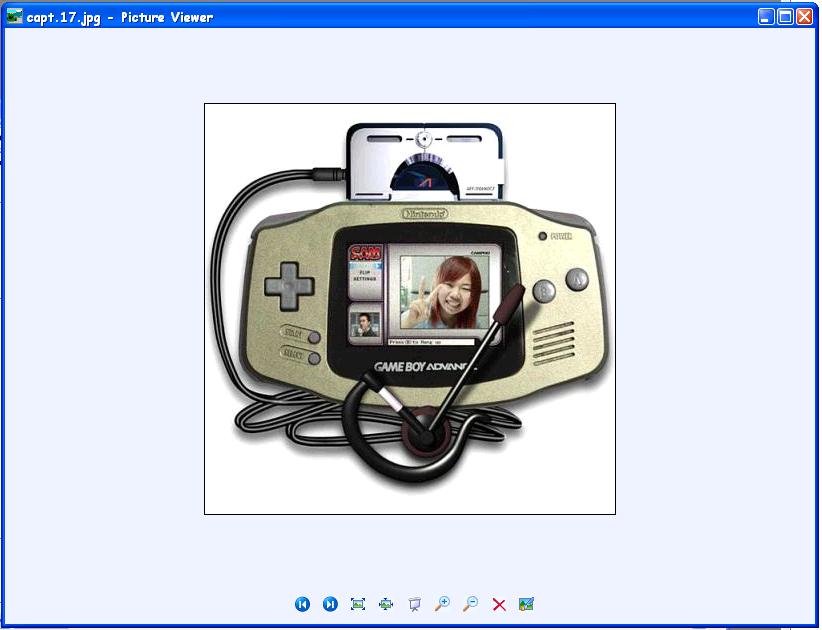 capt.17.jpg - Picture Viewer
Nintendo
POWER
CAM
FLIP
SETTINGS
B
A
START
SELECT
Press(B)to Hang up
GAME BOY ADVANCE